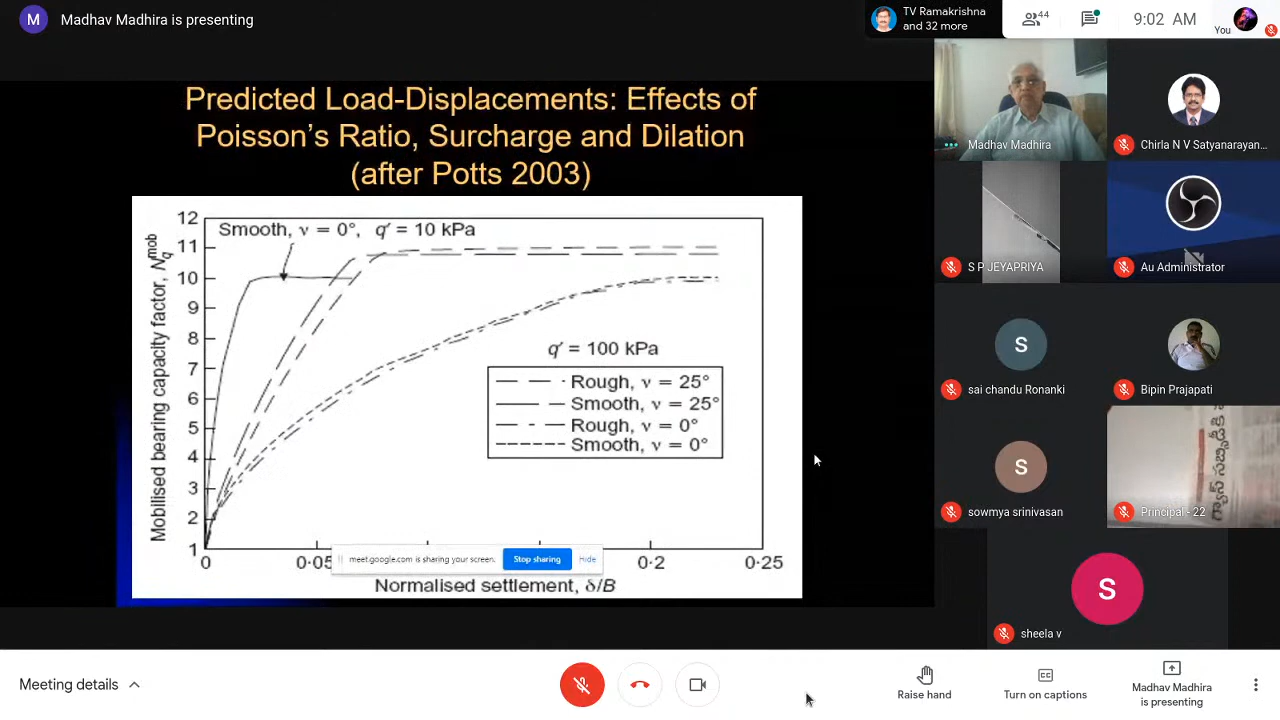 M
Madhav Madhira is presenting
TV Ramakrishna
and 32 more
44
9:02 AM
You
Predicted Load-Displacements: Effects of
Poisson's Ratio, Surcharge and Dilation
(after Potts 2003)
Mobilised bearing capacity factor, Nq mob
12
11
10
9
8
7
6
5
4
3
2
1
Smooth, ν = 0°, q′ = 10 kPa
q′ = 100 kPa
Rough, ν = 25°
Smooth, ν = 25°
Rough, ν = 0°
Smooth, ν = 0°
0
0.05
0.2
0.25
Normalised settlement, δ/B
meet.google.com is sharing your screen.
Stop sharing
Hide
Madhav Madhira
Chirla N V Satyanarayan...
S P JEYAPRIYA
Au Administrator
S
sai chandu Ronanki
Bipin Prajapati
S
sowmya srinivasan
Principal - 22
S
sheela v
Meeting details
Raise hand
Turn on captions
Madhav Madhira
is presenting